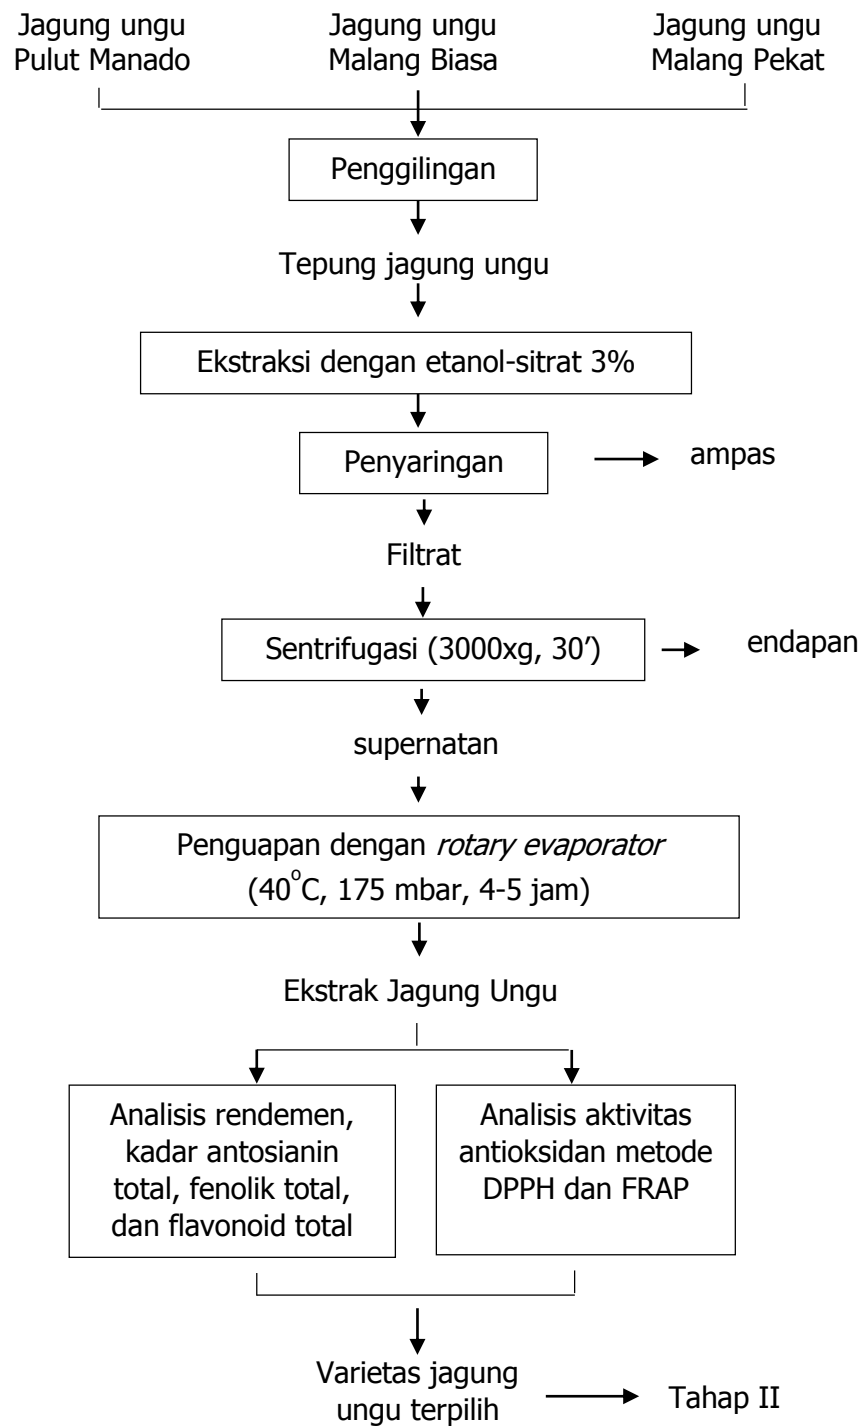 Jagung ungu
Pulut Manado
Jagung ungu
Malang Biasa
Jagung ungu
Malang Pekat
Penggilingan
Tepung jagung ungu
Ekstraksi dengan etanol-sitrat 3%
Penyaringan
ampas
Filtrat
Sentrifugasi (3000xg, 30’)
endapan
supernatan
Penguapan dengan rotary evaporator
(40°C, 175 mbar, 4-5 jam)
Ekstrak Jagung Ungu
Analisis rendemen,
kadar antosianin
total, fenolik total,
dan flavonoid total
Analisis aktivitas
antioksidan metode
DPPH dan FRAP
Varietas jagung
ungu terpilih
Tahap II